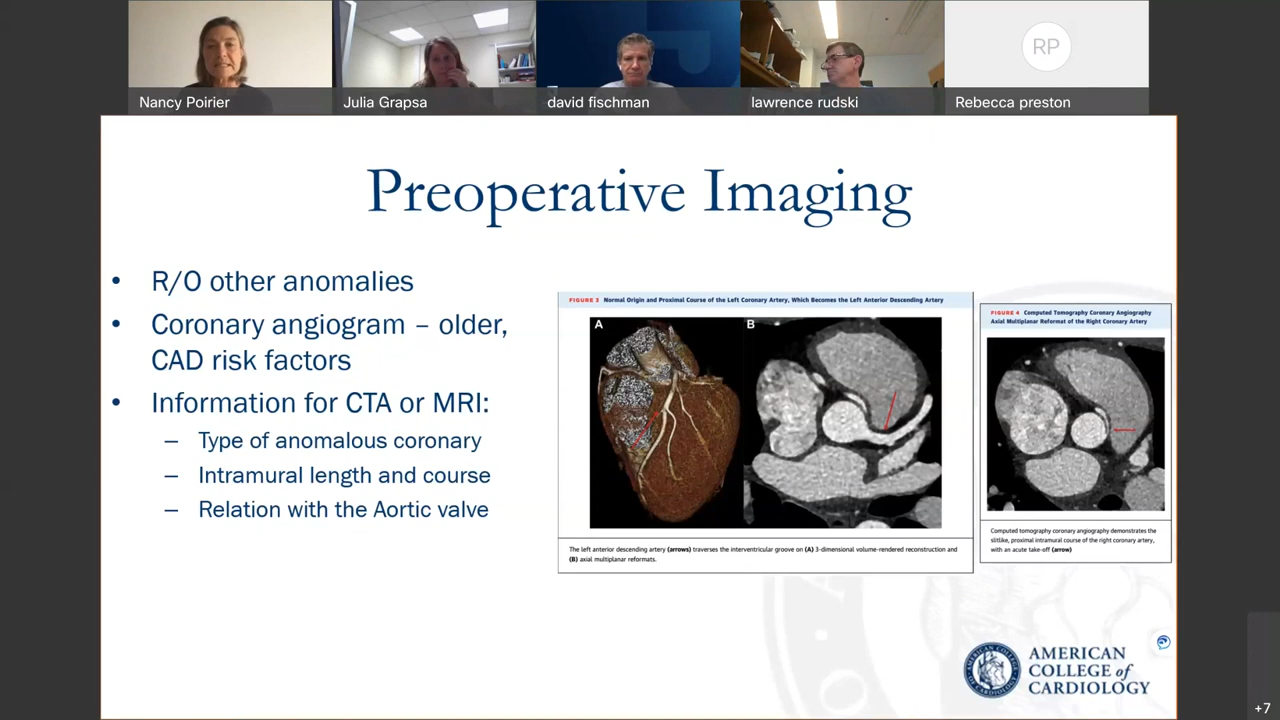 RP
Nancy Poirier
Julia Grapsa
david fischman
lawrence rudski
Rebecca preston
Preoperative Imaging
• R/O other anomalies
• Coronary angiogram – older,
CAD risk factors
• Information for CTA or MRI:
– Type of anomalous coronary
– Intramural length and course
– Relation with the Aortic valve
FIGURE 3 Normal Origin and Proximal Course of the Left Coronary Artery, Which Becomes the Left Anterior Descending Artery
A
B
The left anterior descending artery (arrows) traverses the interventricular groove on (A) 3-dimensional volume-rendered reconstruction and
(B) axial multiplanar reformats.
FIGURE 4 Computed Tomography Coronary Angiography
Axial Multiplanar Reformat of the Right Coronary Artery
Computed tomography coronary angiography demonstrates the
slitlike, proximal intramural course of the right coronary artery,
with an acute take-off (arrow)
AMERICAN
COLLEGE of
CARDIOLOGY
+7